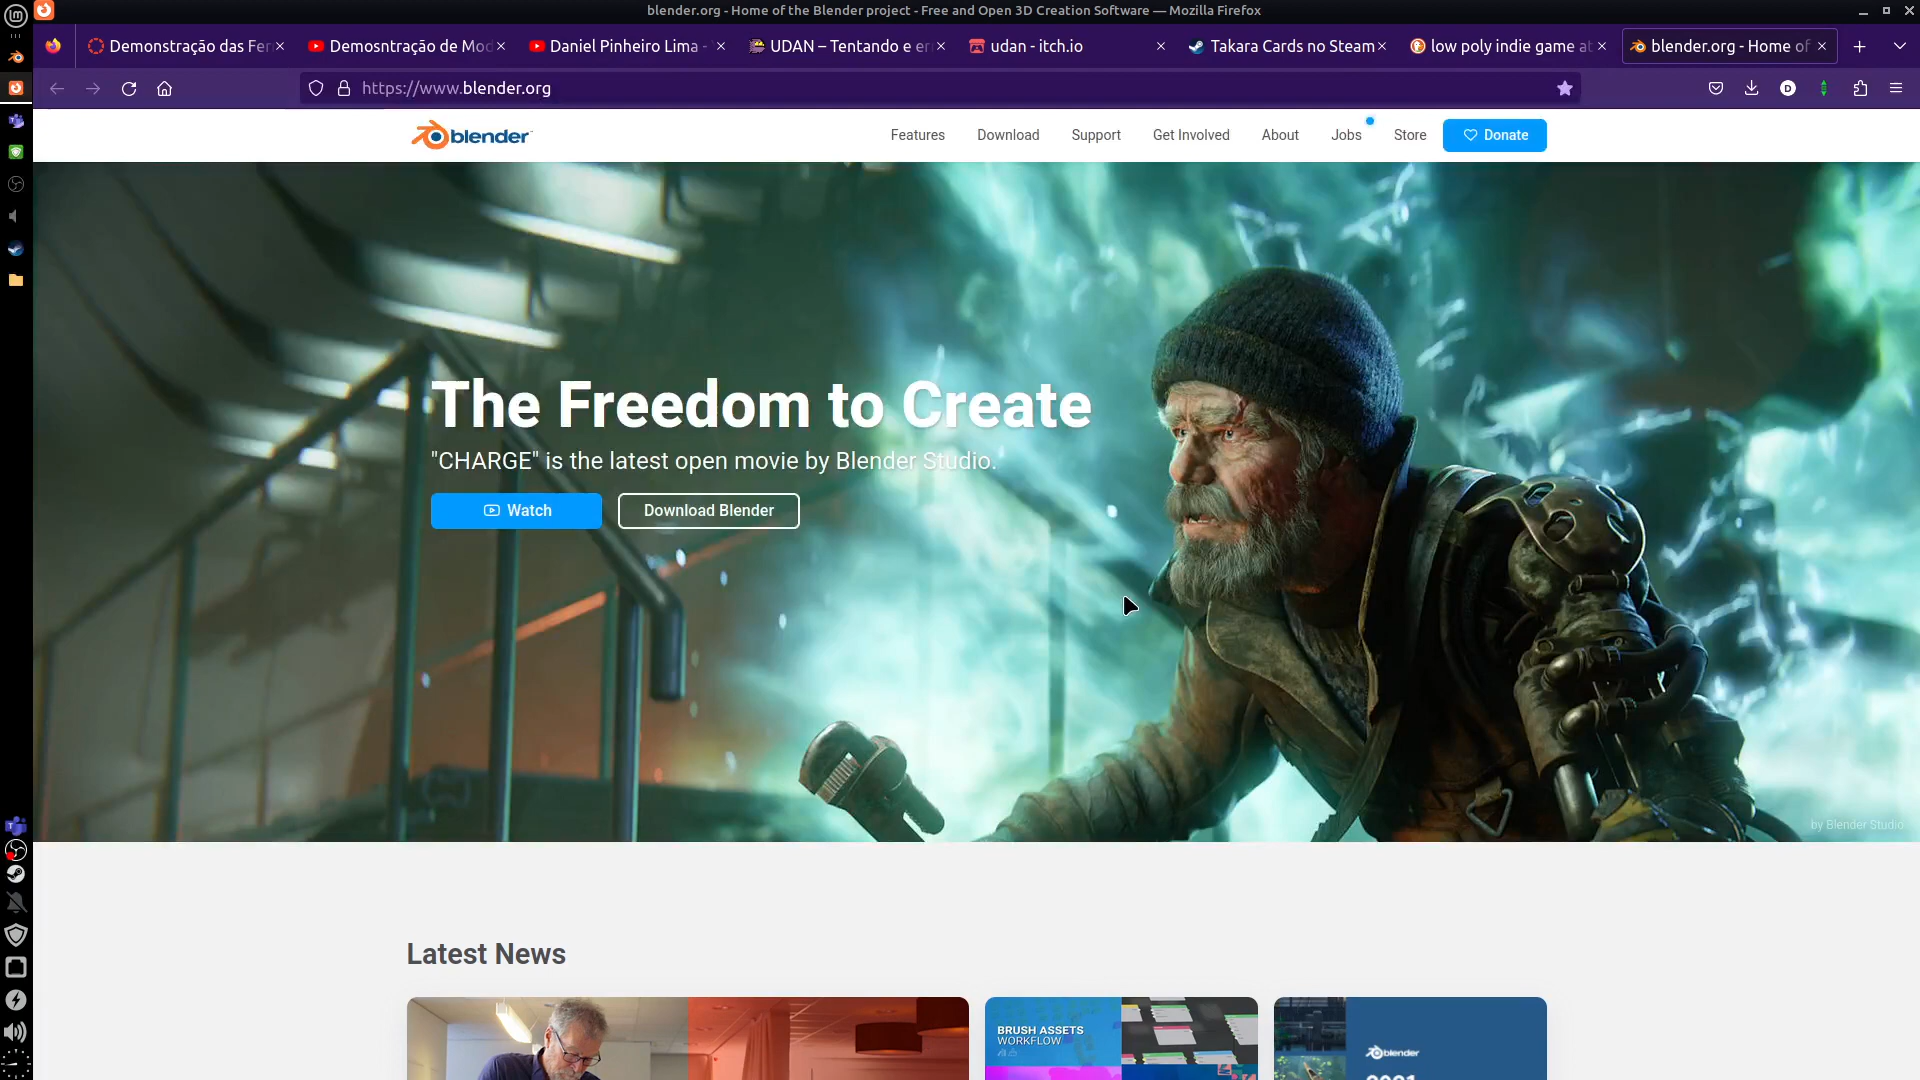 blender.org - Home of the Blender project - Free and Open 3D Creation Software — Mozilla Firefox
Demonstração das Fer
Demosntração de Mod
Daniel Pinheiro Lima -
UDAN – Tentando e er
udan - itch.io
Takara Cards no Steam
low poly indie game at
blender.org - Home of
https://www.blender.org
D
blender
Features
Download
Support
Get Involved
About
Jobs
Store
Donate
The Freedom to Create
"CHARGE" is the latest open movie by Blender Studio.
Watch
Download Blender
by Blender Studio
Latest News
BRUSH ASSETS
WORKFLOW
blender